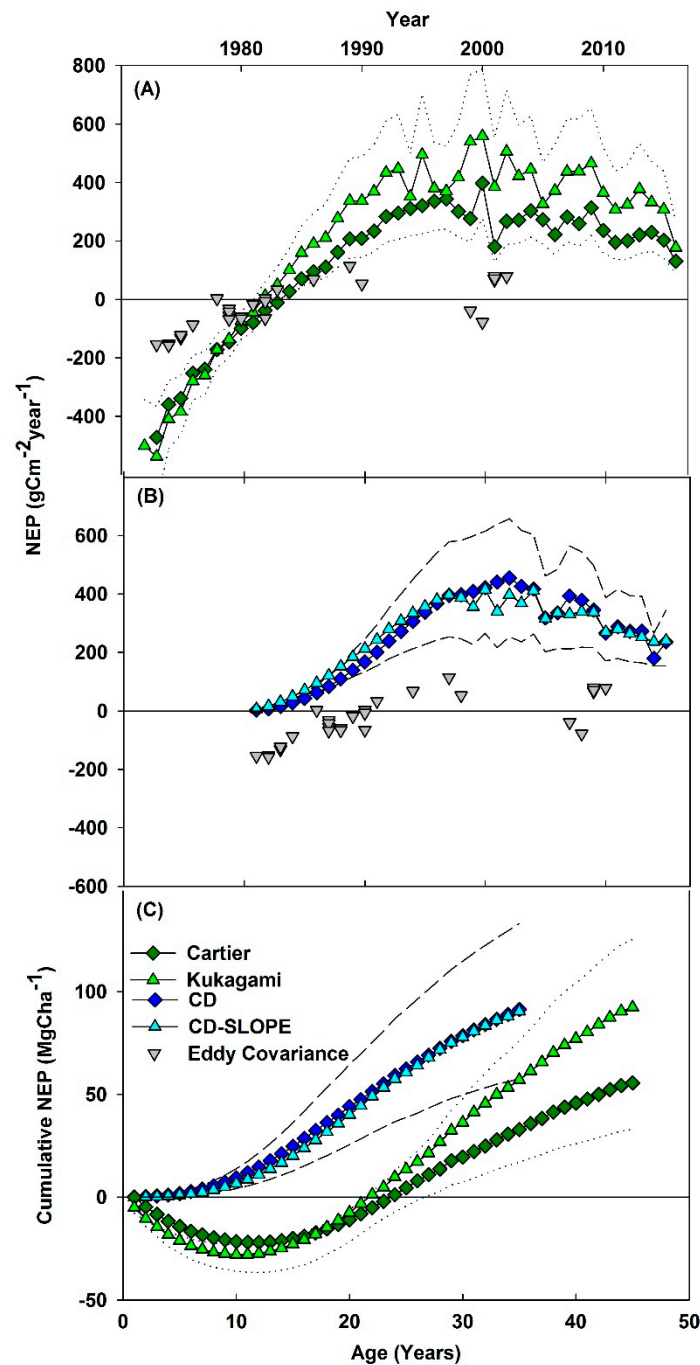 Year
1980 1990 2000 2010
(A)
800
600
400
200
0
-200
-400
NEP (gCm-2year-1)
(B)
600
400
200
0
-200
-400
-600
(C)
Cartier
Kukagami
CD
CD-SLOPE
Eddy Covariance
100
50
0
-50
Cumulative NEP (MgCha-1)
0 10 20 30 40 50
Age (Years)